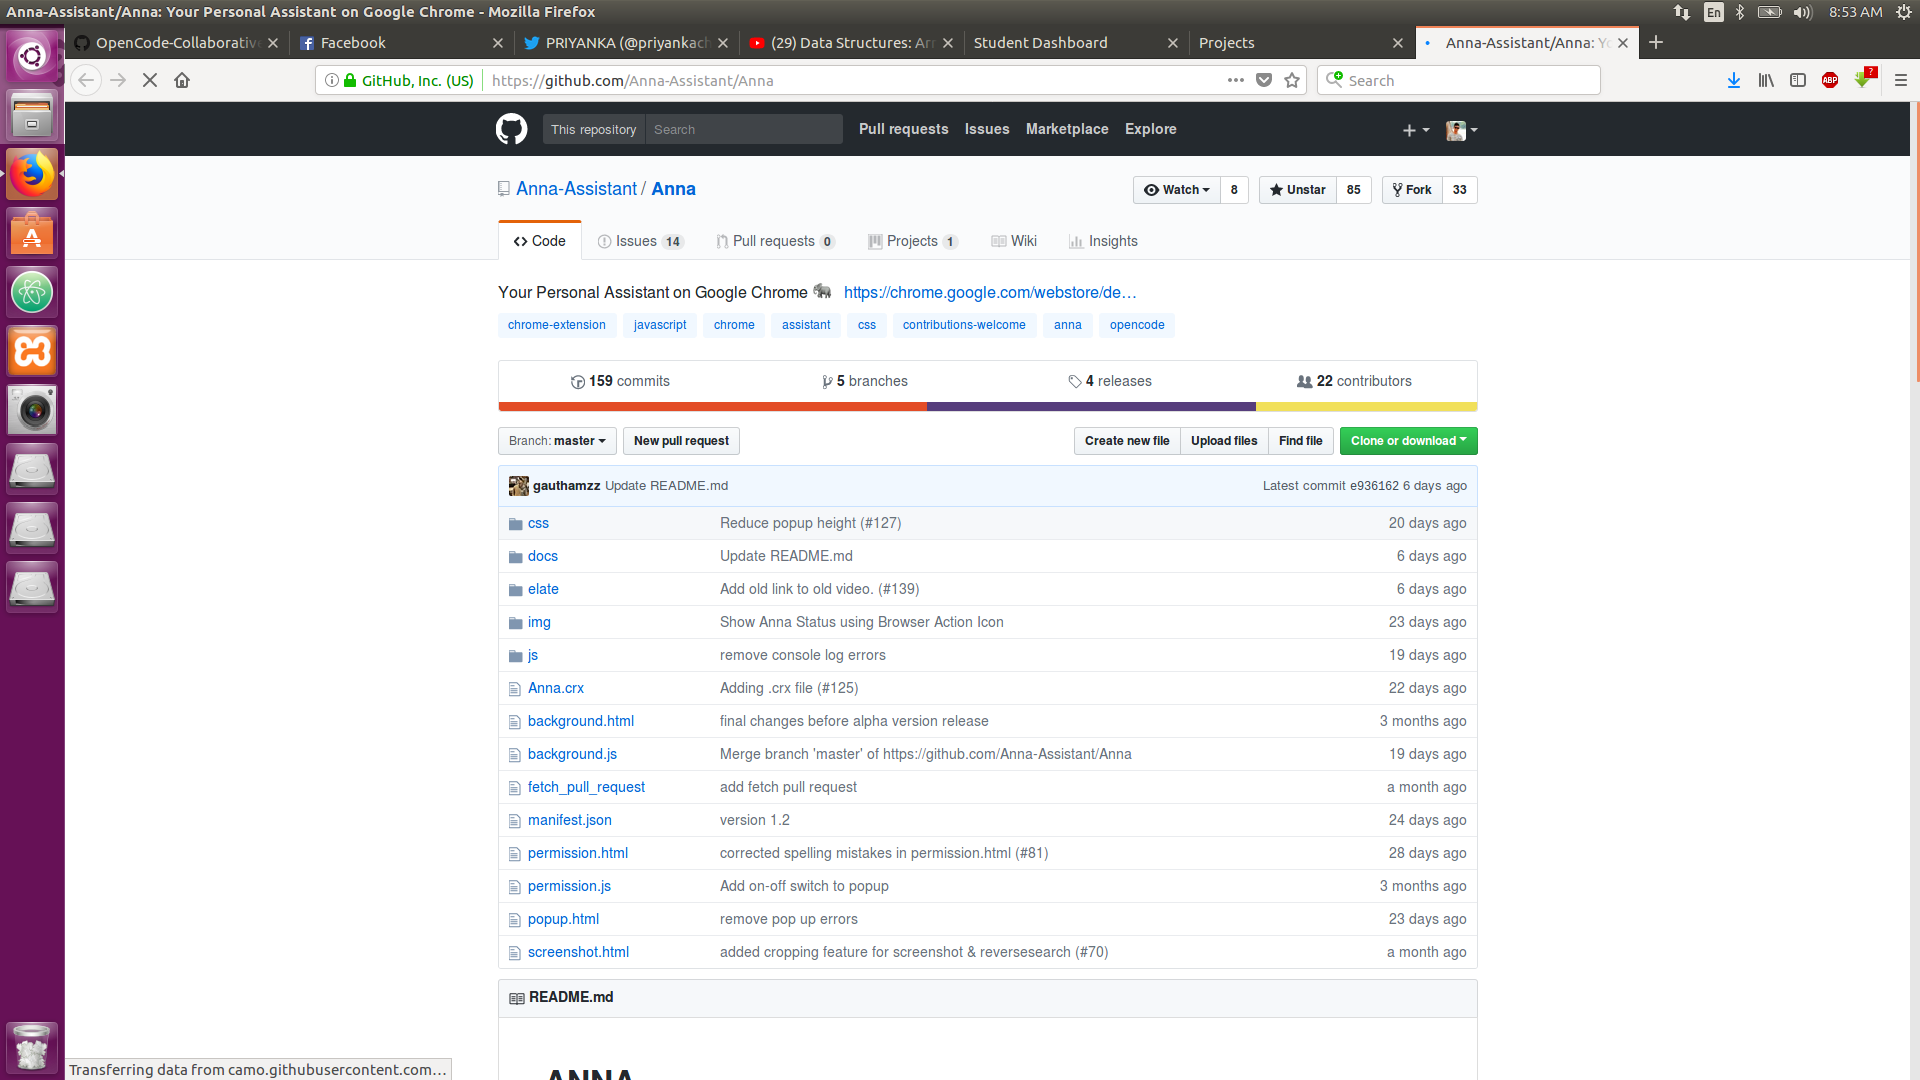 Anna-Assistant/Anna: Your Personal Assistant on Google Chrome - Mozilla Firefox En 8:53 AM
OpenCode-Collaborative Facebook PRIYANKA (@priyankach (29) Data Structures: Arr Student Dashboard Projects Anna-Assistant/Anna: Yo
GitHub, Inc. (US) https://github.com/Anna-Assistant/Anna Search ABP ?
This repository Search Pull requests Issues Marketplace Explore
Anna-Assistant / Anna Watch 8 Unstar 85 Fork 33
Code Issues 14 Pull requests 0 Projects 1 Wiki Insights
Your Personal Assistant on Google Chrome https://chrome.google.com/webstore/de…
chrome-extension javascript chrome assistant css contributions-welcome anna opencode
159 commits 5 branches 4 releases 22 contributors
Branch: master New pull request Create new file Upload files Find file Clone or download
gauthamzz Update README.md Latest commit e936162 6 days ago
css Reduce popup height (#127) 20 days ago
docs Update README.md 6 days ago
elate Add old link to old video. (#139) 6 days ago
img Show Anna Status using Browser Action Icon 23 days ago
js remove console log errors 19 days ago
Anna.crx Adding .crx file (#125) 22 days ago
background.html final changes before alpha version release 3 months ago
background.js Merge branch 'master' of https://github.com/Anna-Assistant/Anna 19 days ago
fetch_pull_request add fetch pull request a month ago
manifest.json version 1.2 24 days ago
permission.html corrected spelling mistakes in permission.html (#81) 28 days ago
permission.js Add on-off switch to popup 3 months ago
popup.html remove pop up errors 23 days ago
screenshot.html added cropping feature for screenshot & reversesearch (#70) a month ago
README.md
ANNA
Transferring data from camo.githubusercontent.com…